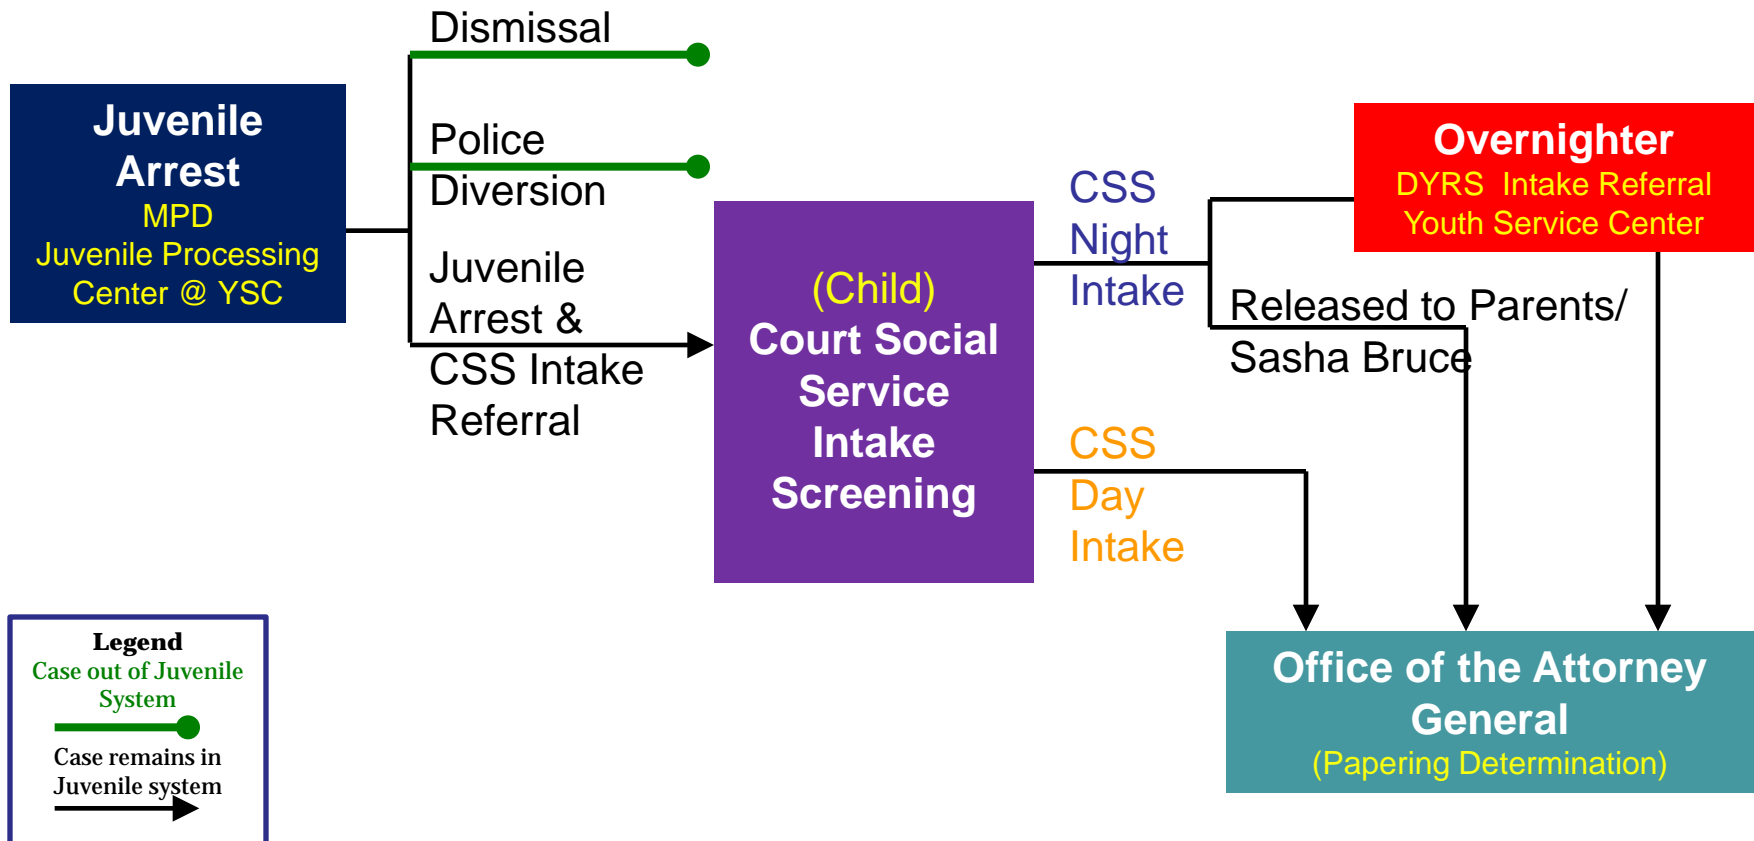 Dismissal
Juvenile
Arrest
MPD
Juvenile Processing
Center @ YSC
Police
Diversion
Juvenile
Arrest &
CSS Intake
Referral
(Child)
Court Social
Service
Intake
Screening
CSS
Night
Intake
Overnighter
DYRS Intake Referral
Youth Service Center
Released to Parents/
Sasha Bruce
CSS
Day
Intake
Office of the Attorney
General
(Papering Determination)
Legend
Case out of Juvenile
System
Case remains in
Juvenile system